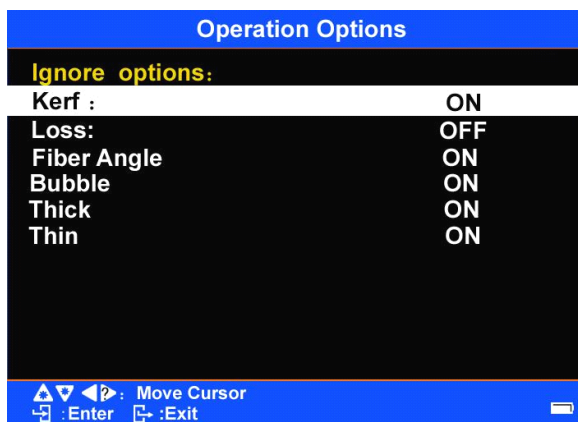 Operation Options
Ignore options:
Kerf : ON
Loss: OFF
Fiber Angle ON
Bubble ON
Thick ON
Thin ON
? : Move Cursor
:Enter :Exit